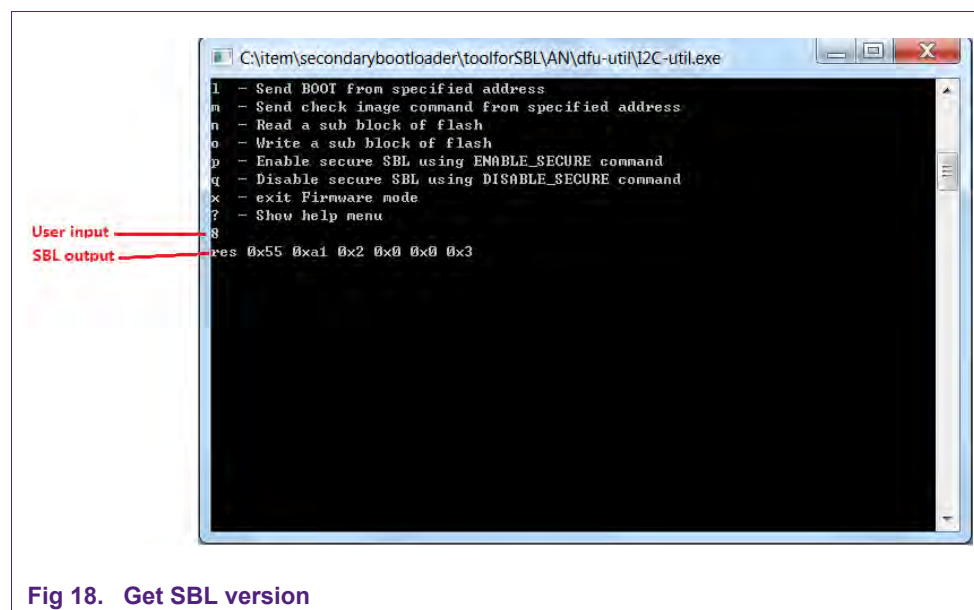 C:\item\secondarybootloader\toolforSBL\AN\dfu-util\I2C-util.exe
l - Send BOOT from specified address
m - Send check image command from specified address
n - Read a sub block of flash
o - Write a sub block of flash
p - Enable secure SBL using ENABLE_SECURE command
q - Disable secure SBL using DISABLE_SECURE command
x - exit Firmware mode
? - Show help menu
User input
8
SBL output
res 0x55 0xa1 0x2 0x0 0x0 0x3
Fig 18. Get SBL version